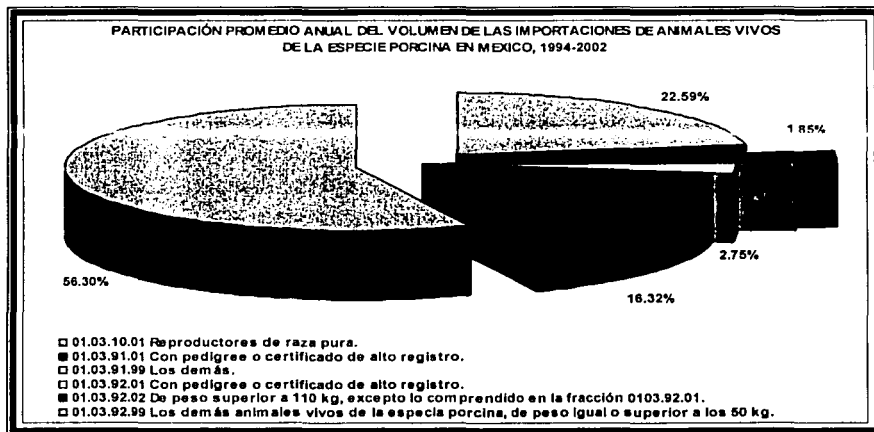 PARTICIPACIÓN PROMEDIO ANUAL DEL VOLUMEN DE LAS IMPORTACIONES DE ANIMALES VIVOS
DE LA ESPECIE PORCINA EN MEXICO, 1994-2002
22.59%
1.85%
2.75%
16.32%
56.30%
01.03.10.01 Reproductores de raza pura.
01.03.91.01 Con pedigree o certificado de alto registro.
01.03.91.99 Los demás.
01.03.92.01 Con pedigree o certificado de alto registro.
01.03.92.02 De peso superior a 110 kg, excepto lo comprendido en la fracción 0103.92.01.
01.03.92.99 Los demás animales vivos de la especia porcina, de peso igual o superior a los 50 kg.